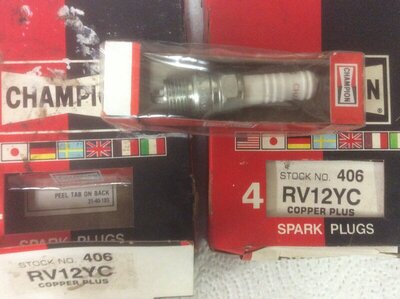 CHAMPION
CHAMPION
PEEL TAB ON BACK
SPARK PLUGS
STOCK NO. 406
RV12YC
COPPER PLUS
STOCK NO. 406
4 RV12YC
COPPER PLUS
SPARK PLUGS